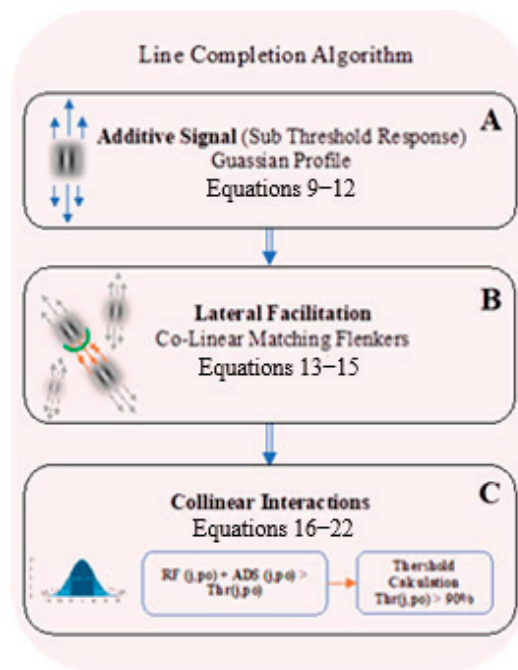 Line Completion Algorithm
A
Additive Signal (Sub Threshold Response)
Guassian Profile
Equations 9–12
B
Lateral Facilitation
Co-Linear Matching Flenkers
Equations 13–15
C
Collinear Interactions
Equations 16–22
RF (j,po) + ADS (j,po) >
Thr(j,po)
Thershold
Calculation
Thr(j,po) > 90%